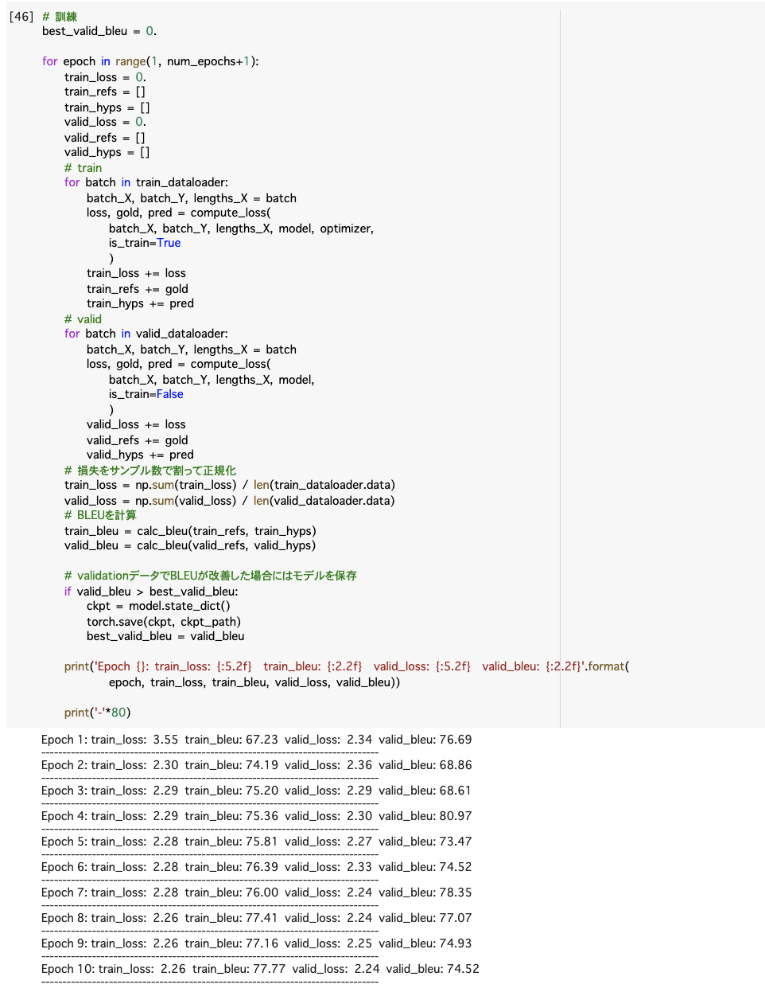 [46] # 訓練
best_valid_bleu = 0.
for epoch in range(1, num_epochs+1):
train_loss = 0.
train_refs = []
train_hyps = []
valid_loss = 0.
valid_refs = []
valid_hyps = []
# train
for batch in train_dataloader:
batch_X, batch_Y, lengths_X = batch
loss, gold, pred = compute_loss(
batch_X, batch_Y, lengths_X, model, optimizer,
is_train=True
)
train_loss += loss
train_refs += gold
train_hyps += pred
# valid
for batch in valid_dataloader:
batch_X, batch_Y, lengths_X = batch
loss, gold, pred = compute_loss(
batch_X, batch_Y, lengths_X, model,
is_train=False
)
valid_loss += loss
valid_refs += gold
valid_hyps += pred
# 損失をサンプル数で割って正規化
train_loss = np.sum(train_loss) / len(train_dataloader.data)
valid_loss = np.sum(valid_loss) / len(valid_dataloader.data)
# BLEUを計算
train_bleu = calc_bleu(train_refs, train_hyps)
valid_bleu = calc_bleu(valid_refs, valid_hyps)
# validationデータでBLEUが改善した場合にはモデルを保存
if valid_bleu > best_valid_bleu:
ckpt = model.state_dict()
torch.save(ckpt, ckpt_path)
best_valid_bleu = valid_bleu
print('Epoch {}: train_loss: {:5.2f}  train_bleu: {:2.2f}  valid_loss: {:5.2f}  valid_bleu: {:2.2f}'.format(
epoch, train_loss, train_bleu, valid_loss, valid_bleu))
print('-'*80)
Epoch 1: train_loss:  3.55  train_bleu: 67.23  valid_loss:  2.34  valid_bleu: 76.69
--------------------------------------------------------------------------------
Epoch 2: train_loss:  2.30  train_bleu: 74.19  valid_loss:  2.36  valid_bleu: 68.86
--------------------------------------------------------------------------------
Epoch 3: train_loss:  2.29  train_bleu: 75.20  valid_loss:  2.29  valid_bleu: 68.61
--------------------------------------------------------------------------------
Epoch 4: train_loss:  2.29  train_bleu: 75.36  valid_loss:  2.30  valid_bleu: 80.97
--------------------------------------------------------------------------------
Epoch 5: train_loss:  2.28  train_bleu: 75.81  valid_loss:  2.27  valid_bleu: 73.47
--------------------------------------------------------------------------------
Epoch 6: train_loss:  2.28  train_bleu: 76.39  valid_loss:  2.33  valid_bleu: 74.52
--------------------------------------------------------------------------------
Epoch 7: train_loss:  2.28  train_bleu: 76.00  valid_loss:  2.24  valid_bleu: 78.35
--------------------------------------------------------------------------------
Epoch 8: train_loss:  2.26  train_bleu: 77.41  valid_loss:  2.24  valid_bleu: 77.07
--------------------------------------------------------------------------------
Epoch 9: train_loss:  2.26  train_bleu: 77.16  valid_loss:  2.25  valid_bleu: 74.93
--------------------------------------------------------------------------------
Epoch 10: train_loss:  2.26  train_bleu: 77.77  valid_loss:  2.24  valid_bleu: 74.52
--------------------------------------------------------------------------------